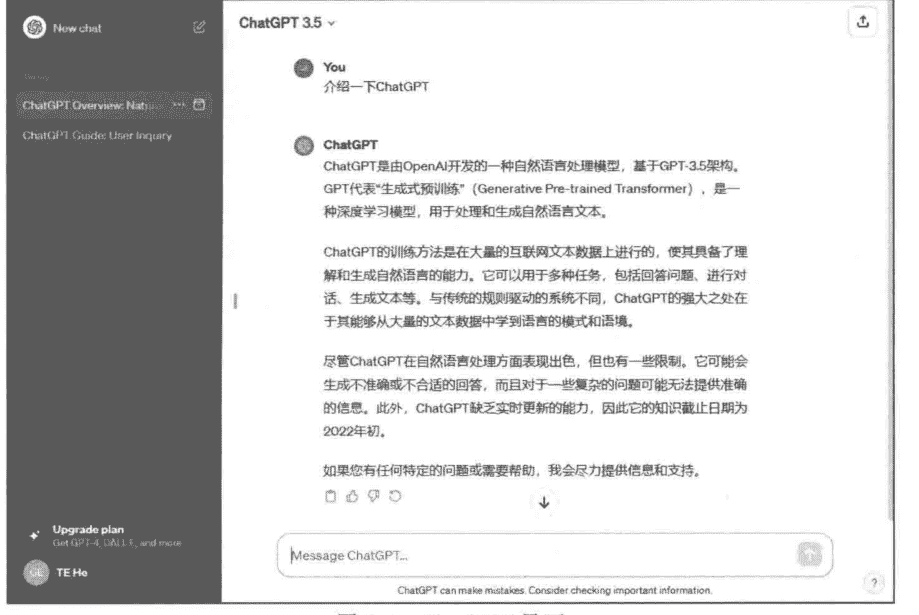 New chat
ChatGPT Overview: Natu... ...
ChatGPT Guide: User Inquiry
Upgrade plan
Get GPT-4, DALL·E, and more
TE He
ChatGPT 3.5
You
介绍一下ChatGPT
ChatGPT
ChatGPT是由OpenAI开发的一种自然语言处理模型，基于GPT-3.5架构。
GPT代表“生成式预训练”（Generative Pre-trained Transformer），是一
种深度学习模型，用于处理和生成自然语言文本。
ChatGPT的训练方法是在大量的互联网文本数据上进行的，使其具备了理
解和生成自然语言的能力。它可以用于多种任务，包括回答问题、进行对
话、生成文本等。与传统的规则驱动的系统不同，ChatGPT的强大之处在
于其能够从大量的文本数据中学到语言的模式和语境。
尽管ChatGPT在自然语言处理方面表现出色，但也有一些限制。它可能会
生成不准确或不合适的回答，而且对于一些复杂的问题可能无法提供准确
的信息。此外，ChatGPT缺乏实时更新的能力，因此它的知识截止日期为
2022年初。
如果您有任何特定的问题或需要帮助，我会尽力提供信息和支持。
Message ChatGPT...
ChatGPT can make mistakes. Consider checking important information.
?